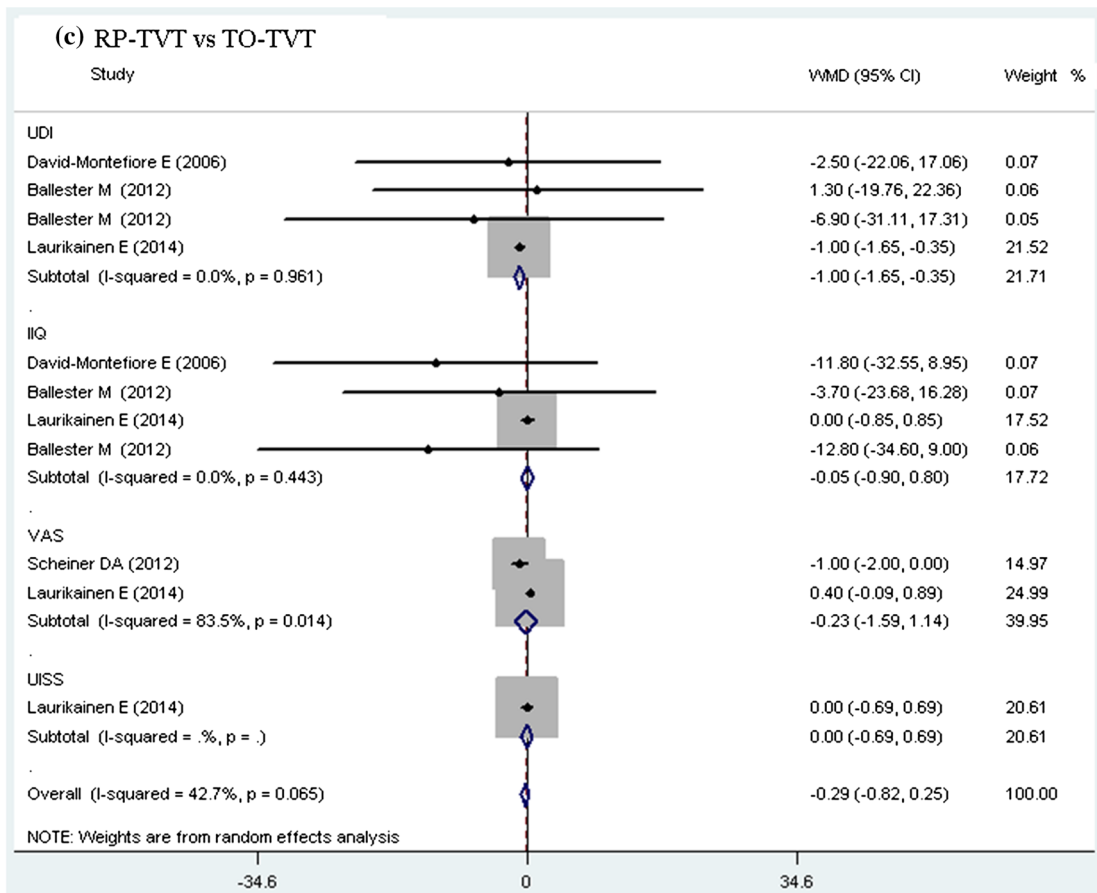 (c) RP-TVT vs TO-TVT
Study WMD (95% CI) Weight %
UDI
David-Montefiore E (2006) -2.50 (-22.06, 17.06) 0.07
Ballester M (2012) 1.30 (-19.76, 22.36) 0.06
Ballester M (2012) -6.90 (-31.11, 17.31) 0.05
Laurikainen E (2014) -1.00 (-1.65, -0.35) 21.52
Subtotal (I-squared = 0.0%, p = 0.961) -1.00 (-1.65, -0.35) 21.71
.
IIQ
David-Montefiore E (2006) -11.80 (-32.55, 8.95) 0.07
Ballester M (2012) -3.70 (-23.68, 16.28) 0.07
Laurikainen E (2014) 0.00 (-0.85, 0.85) 17.52
Ballester M (2012) -12.80 (-34.60, 9.00) 0.06
Subtotal (I-squared = 0.0%, p = 0.443) -0.05 (-0.90, 0.80) 17.72
.
VAS
Scheiner DA (2012) -1.00 (-2.00, 0.00) 14.97
Laurikainen E (2014) 0.40 (-0.09, 0.89) 24.99
Subtotal (I-squared = 83.5%, p = 0.014) -0.23 (-1.59, 1.14) 39.95
.
UISS
Laurikainen E (2014) 0.00 (-0.69, 0.69) 20.61
Subtotal (I-squared = .%, p = .) 0.00 (-0.69, 0.69) 20.61
.
Overall (I-squared = 42.7%, p = 0.065) -0.29 (-0.82, 0.25) 100.00
NOTE: Weights are from random effects analysis
-34.6 0 34.6